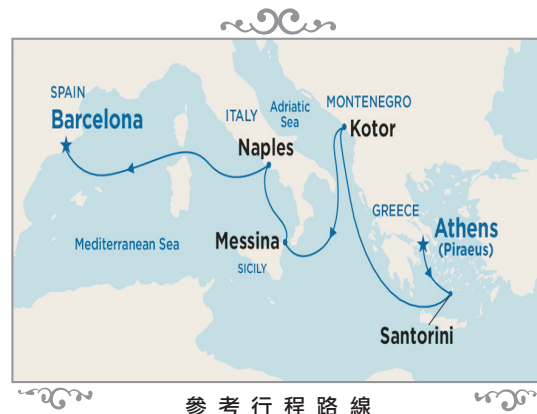 SPAIN
Barcelona
ITALY
Adriatic
Sea
MONTENEGRO
Kotor
Naples
GREECE
Athens
(Piraeus)
Mediterranean Sea
Messina
SICILY
Santorini
參考行程路線